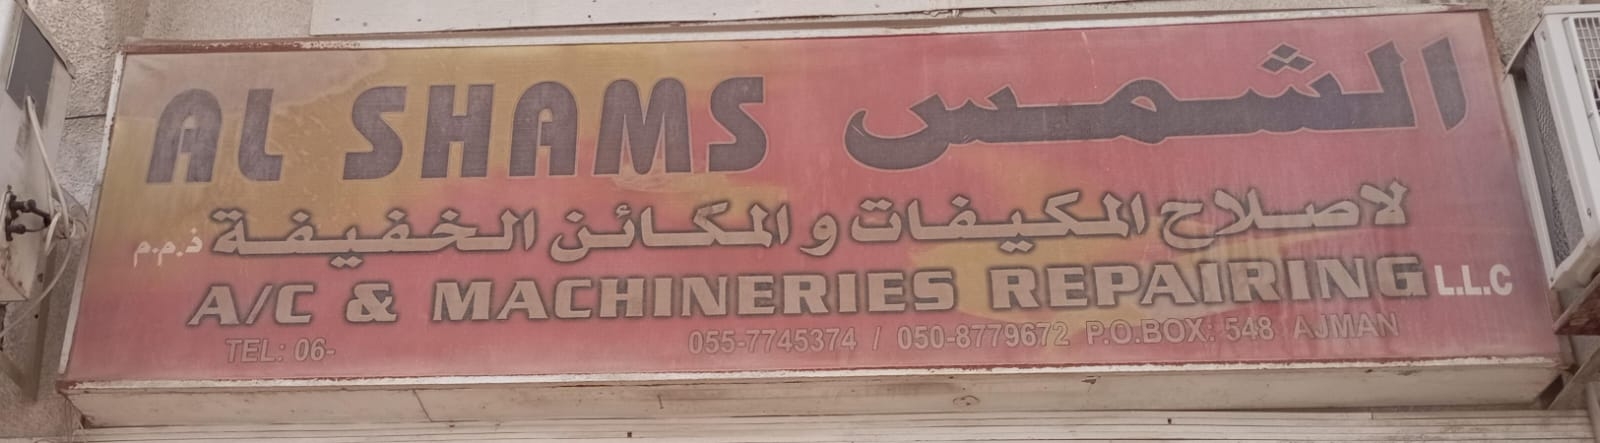 AL SHAMS الشمس
لاصلاح المكيفات و المكائن الخفيفة ذ.م.م
A/C & MACHINERIES REPAIRING L.L.C
TEL: 06- 055-7745374 / 050-8779672 P.O.BOX: 548 AJMAN